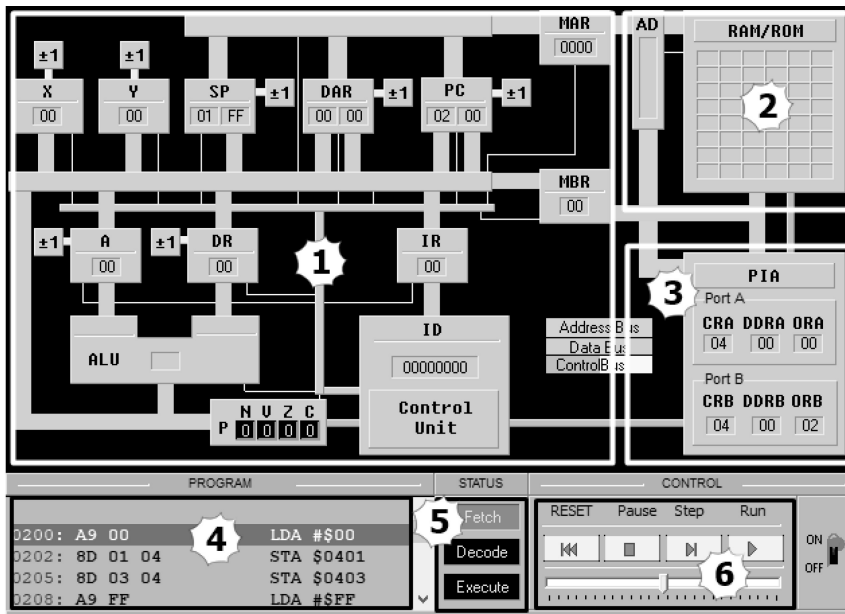 MAR
0000
AD
RAM/ROM
2
±1
±1
X
00
Y
00
SP
01 FF
±1
DAR
00 00
±1
PC
02 00
±1
MBR
00
±1
A
00
±1
DR
00
1
IR
00
3
PIA
Port A
CRA DDRA ORA
04 00 00
Port B
CRB DDRB ORB
04 00 02
ID
00000000
Control
Unit
Address Bus
Data Bus
ControlBus
ALU
N V Z C
P 0 0 0 0
PROGRAM
STATUS
CONTROL
0200: A9 00 LDA #$00
0202: 8D 01 04 STA $0401
0205: 8D 03 04 STA $0403
0208: A9 FF LDA #$FF
4
5
Fetch
Decode
Execute
RESET Pause Step Run
6
ON
OFF